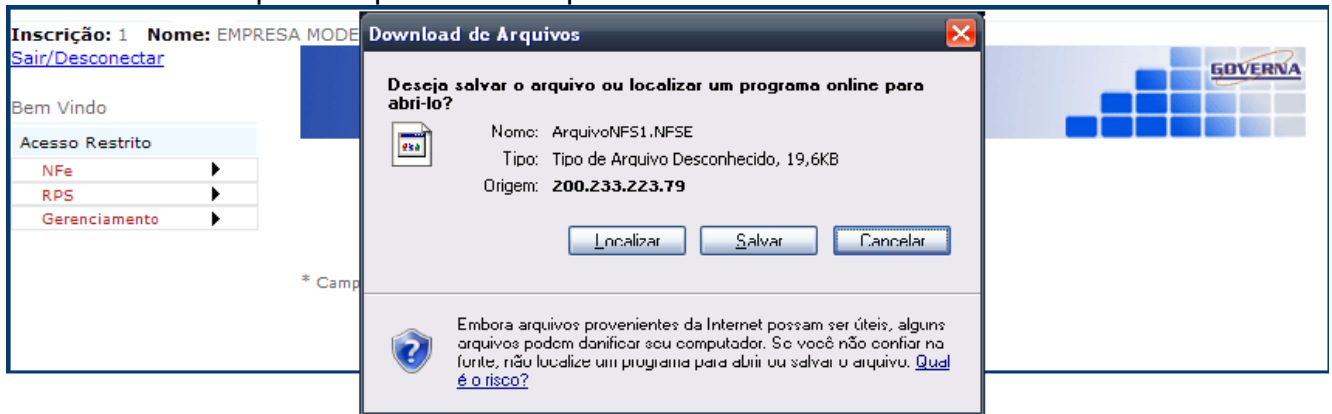 Inscrição: 1 Nome: EMPRESA MODE
Sair/Desconectar
Bem Vindo
Acesso Restrito
NFe
RPS
Gerenciamento
* Camp
GOVERNA
Download de Arquivos
Deseja salvar o arquivo ou localizar um programa online para
abri-lo?
Nome: ArquivoNFS1.NFSE
Tipo: Tipo de Arquivo Desconhecido, 19,6KB
Origem: 200.233.223.79
Localizar Salvar Cancelar
Embora arquivos provenientes da Internet possam ser úteis, alguns
arquivos podem danificar seu computador. Se você não confiar na
fonte, não localize um programa para abrir ou salvar o arquivo. Qual
é o risco?